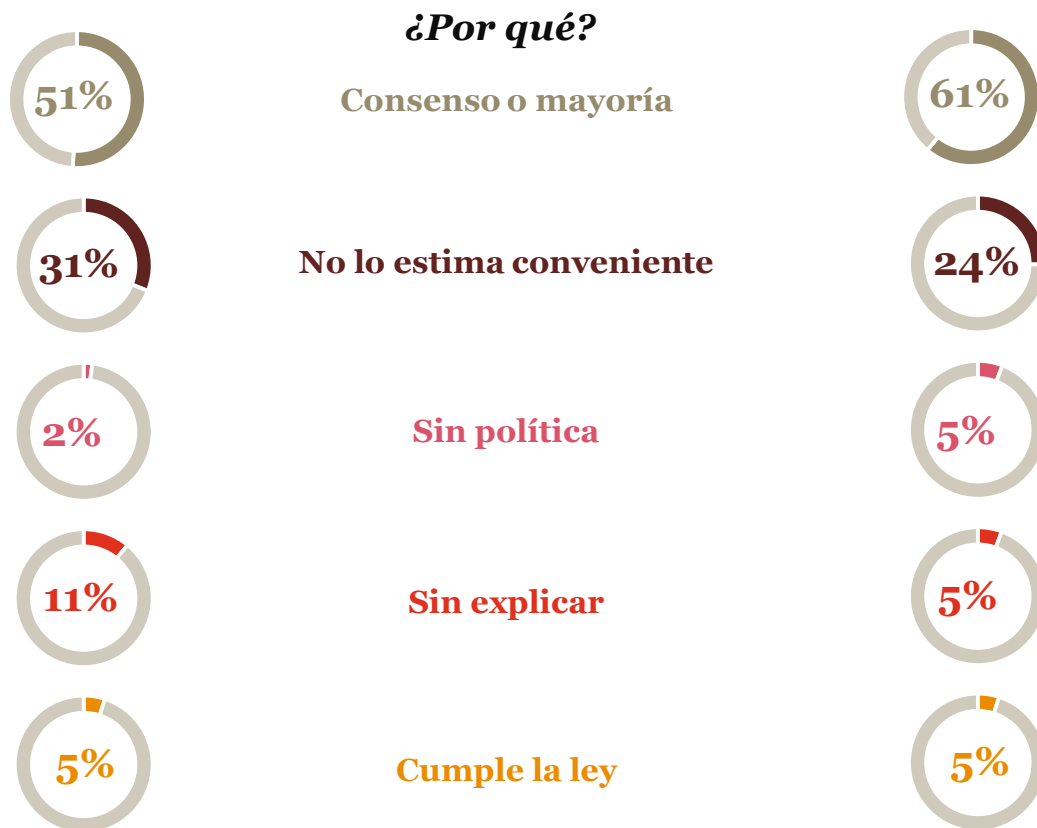 ¿Por qué?
51% Consenso o mayoría 61%
31% No lo estima conveniente 24%
2% Sin política 5%
11% Sin explicar 5%
5% Cumple la ley 5%